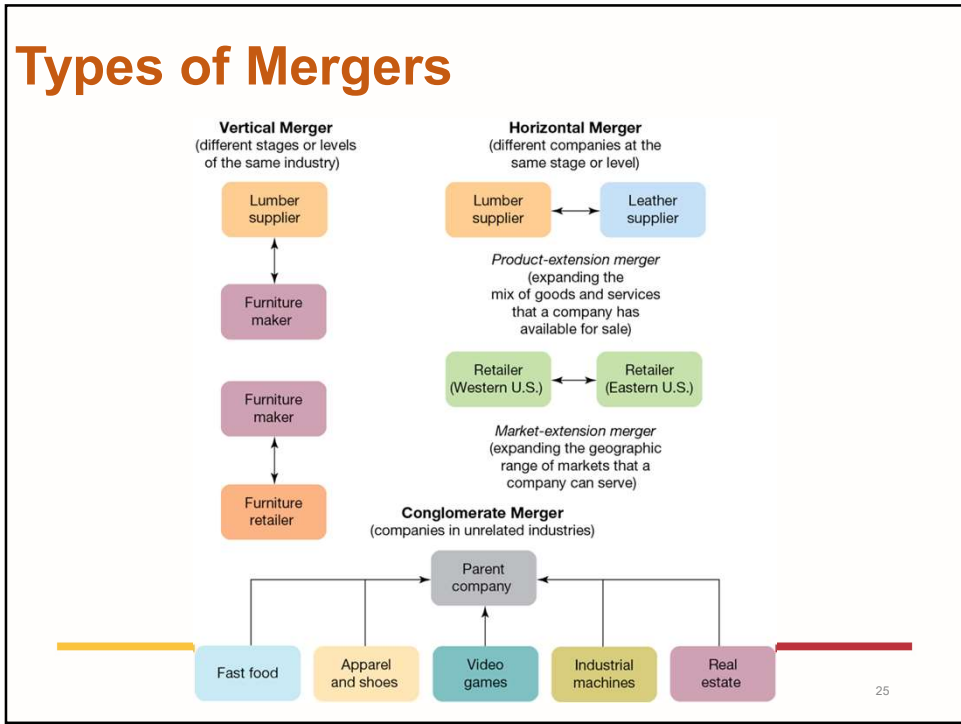 Types of Mergers
Vertical Merger
(different stages or levels
of the same industry)
Lumber
supplier
Furniture
maker
Furniture
maker
Furniture
retailer
Horizontal Merger
(different companies at the
same stage or level)
Lumber
supplier
Leather
supplier
Product-extension merger
(expanding the
mix of goods and services
that a company has
available for sale)
Retailer
(Western U.S.)
Retailer
(Eastern U.S.)
Market-extension merger
(expanding the geographic
range of markets that a
company can serve)
Conglomerate Merger
(companies in unrelated industries)
Parent
company
Fast food
Apparel
and shoes
Video
games
Industrial
machines
Real
estate
25